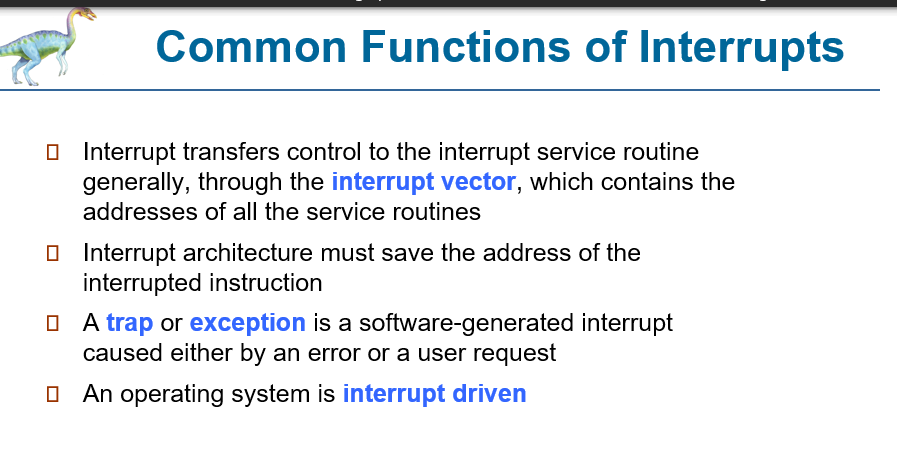 Common Functions of Interrupts
Interrupt transfers control to the interrupt service routine
generally, through the interrupt vector, which contains the
addresses of all the service routines
Interrupt architecture must save the address of the
interrupted instruction
A trap or exception is a software-generated interrupt
caused either by an error or a user request
An operating system is interrupt driven